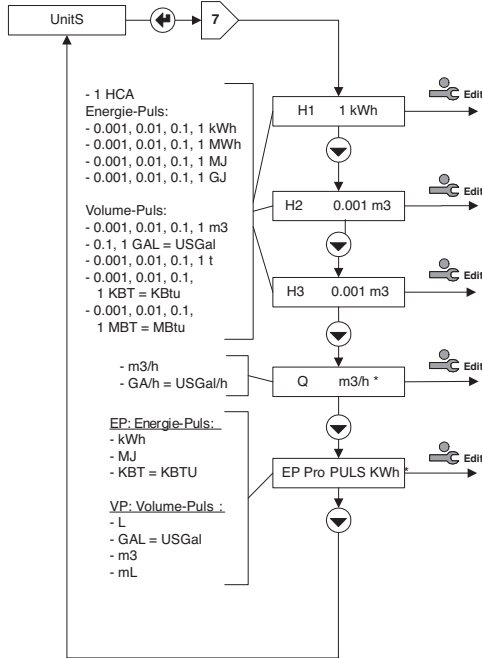 UnitS
7
- 1 HCA
Energie-Puls:
- 0.001, 0.01, 0.1, 1 kWh
- 0.001, 0.01, 0.1, 1 MWh
- 0.001, 0.01, 0.1, 1 MJ
- 0.001, 0.01, 0.1, 1 GJ
Volume-Puls:
- 0.001, 0.01, 0.1, 1 m3
- 0.1, 1 GAL = USGal
- 0.001, 0.01, 0.1, 1 t
- 0.001, 0.01, 0.1,
1 KBT = KBtu
- 0.001, 0.01, 0.1,
1 MBT = MBtu
H1 1 kWh
Edit
H2 0.001 m3
Edit
H3 0.001 m3
Edit
- m3/h
- GA/h = USGal/h
Q m3/h *
Edit
EP: Energie-Puls:
- kWh
- MJ
- KBT = KBTU
VP: Volume-Puls :
- L
- GAL = USGal
- m3
- mL
EP Pro PULS KWh *
Edit